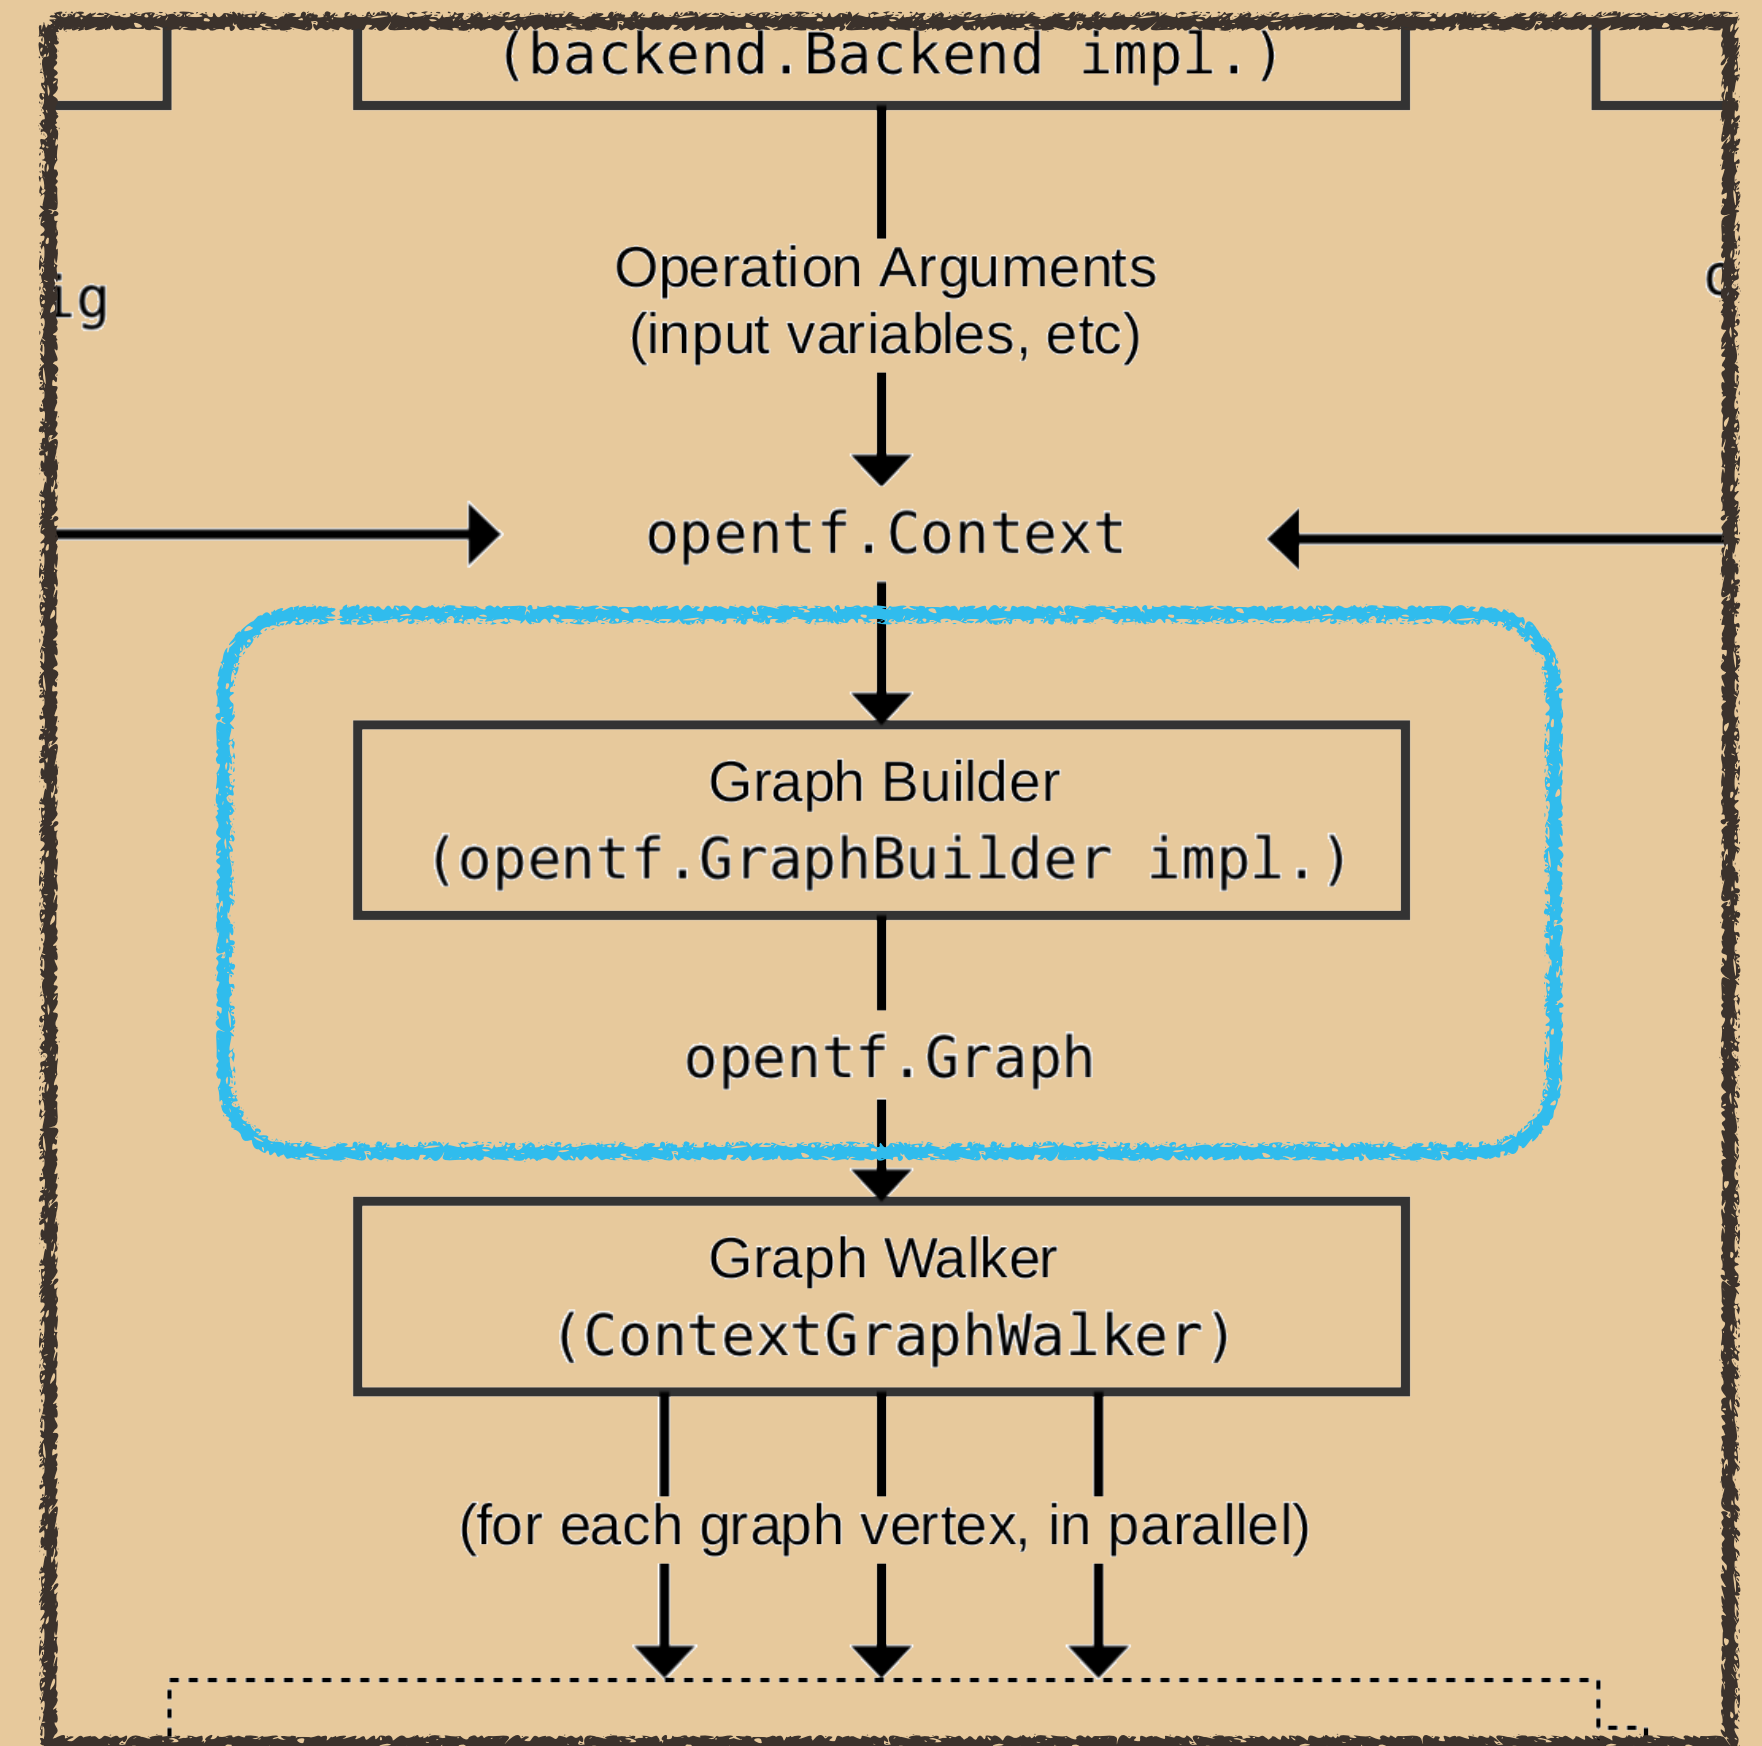 (backend.Backend impl.)
Operation Arguments
(input variables, etc)
ig
opentf.Context
Graph Builder
(opentf.GraphBuilder impl.)
opentf.Graph
Graph Walker
(ContextGraphWalker)
(for each graph vertex, in parallel)